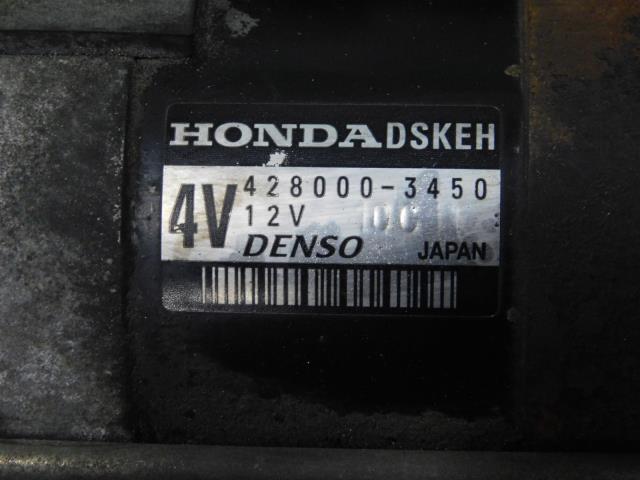 HONDA DSKEH
4V
428000-3450
12V
DENSO JAPAN